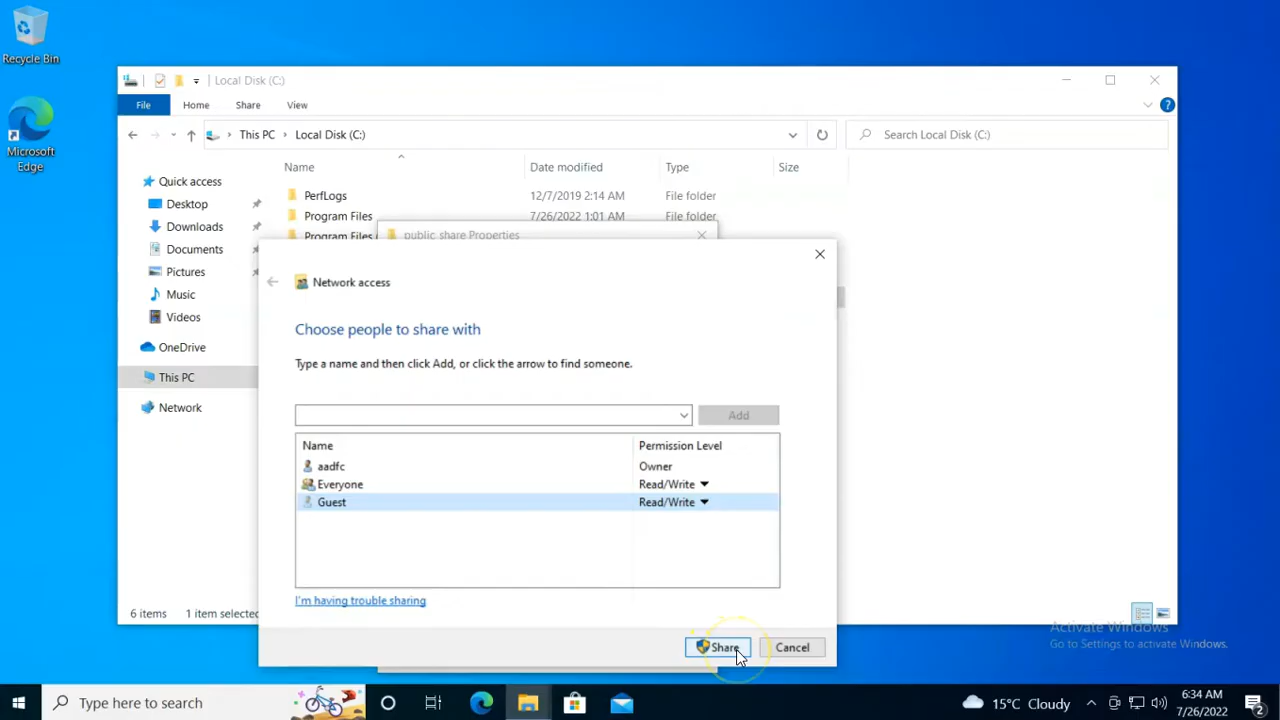 Recycle Bin
Microsoft
Edge
Local Disk (C:)
File
Home
Share
View
This PC
Local Disk (C:)
Search Local Disk (C:)
Name
Date modified
Type
Size
Quick access
Desktop
Downloads
Documents
Pictures
Music
Videos
OneDrive
This PC
Network
PerfLogs
12/7/2019 2:14 AM
File folder
Program Files
7/26/2022 1:01 AM
File folder
Program Files
public share Properties
Network access
Choose people to share with
Type a name and then click Add, or click the arrow to find someone.
Add
Name
Permission Level
aadfc
Owner
Everyone
Read/Write
Guest
Read/Write
I'm having trouble sharing
Share
Cancel
6 items
1 item selected
Activate Windows
Go to Settings to activate Windows.
Type here to search
15°C Cloudy
6:34 AM
7/26/2022
2